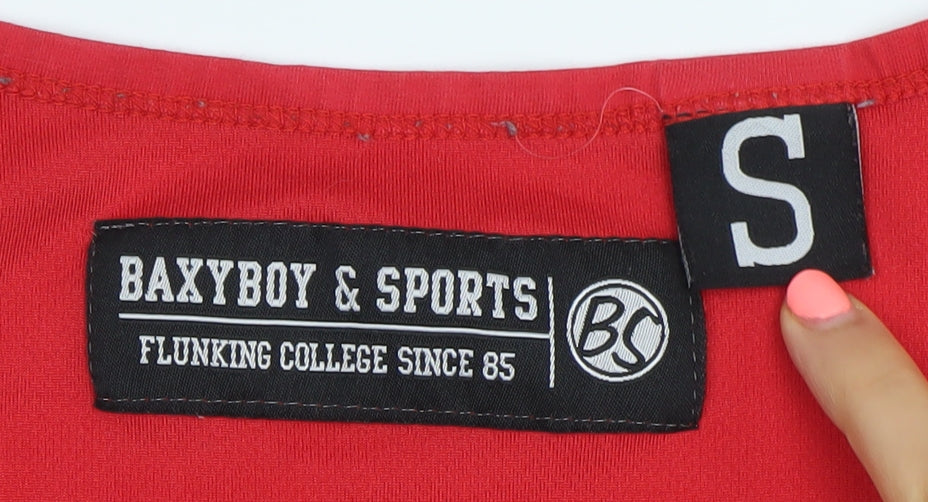 S
BAXYBOY & SPORTS
FLUNKING COLLEGE SINCE 85
BS